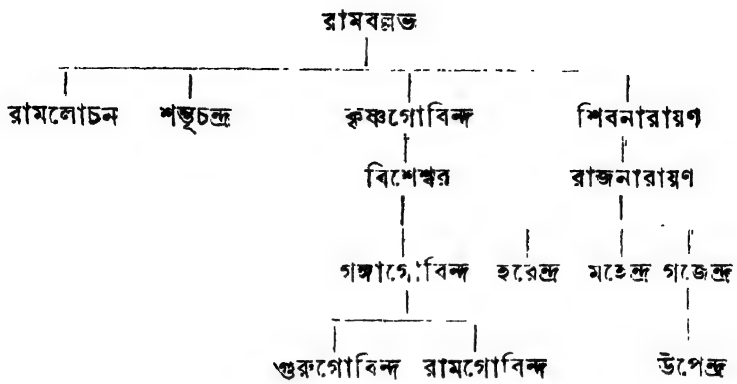 রামবল্লভ
রামলোচন শম্ভূচন্দ্র কৃষ্ণগোবিন্দ শিবনারায়ণ
বিশেশ্বর রাজনারায়ণ
গঙ্গাগোবিন্দ হরেন্দ্র মহেন্দ্র গজেন্দ্র
গুরুগোবিন্দ রামগোবিন্দ উপেন্দ্র